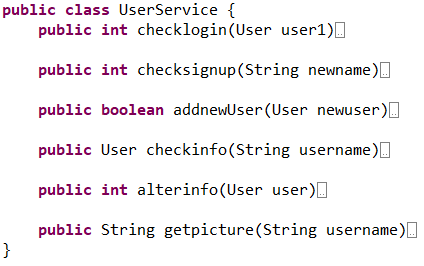 public class UserService {
public int checklogin(User user1)
public int checksignup(String newname)
public boolean addnewUser(User newuser)
public User checkinfo(String username)
public int alterinfo(User user)
public String getpicture(String username)
}